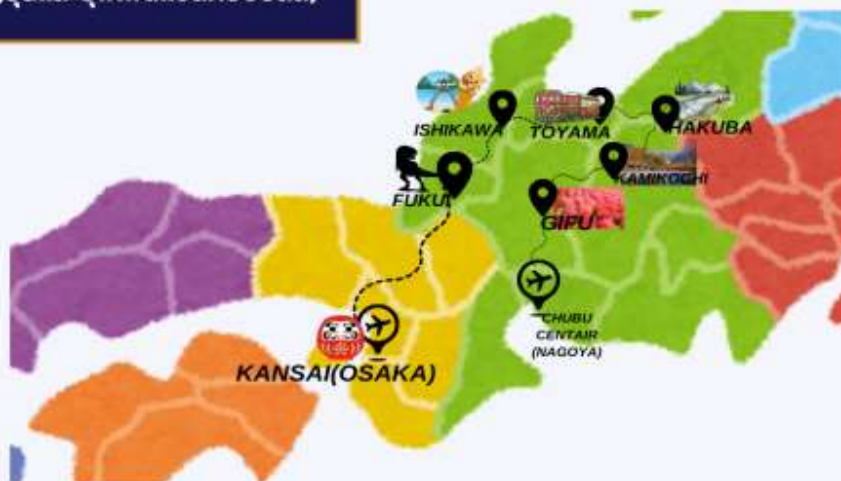 ISHIKAWA
TOYAMA
HAKUBA
KAMIKOCHI
FUKUI
GIFU
CHUBU
CENTAIR
(NAGOYA)
KANSAI(OSAKA)